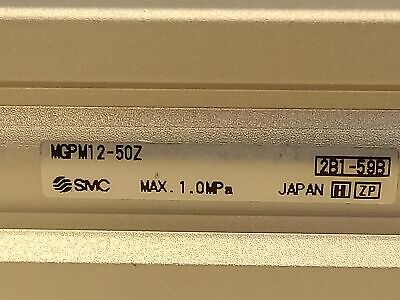 MGPM12-50Z 2B1-59B
SMC MAX. 1.0MPa JAPAN H ZP